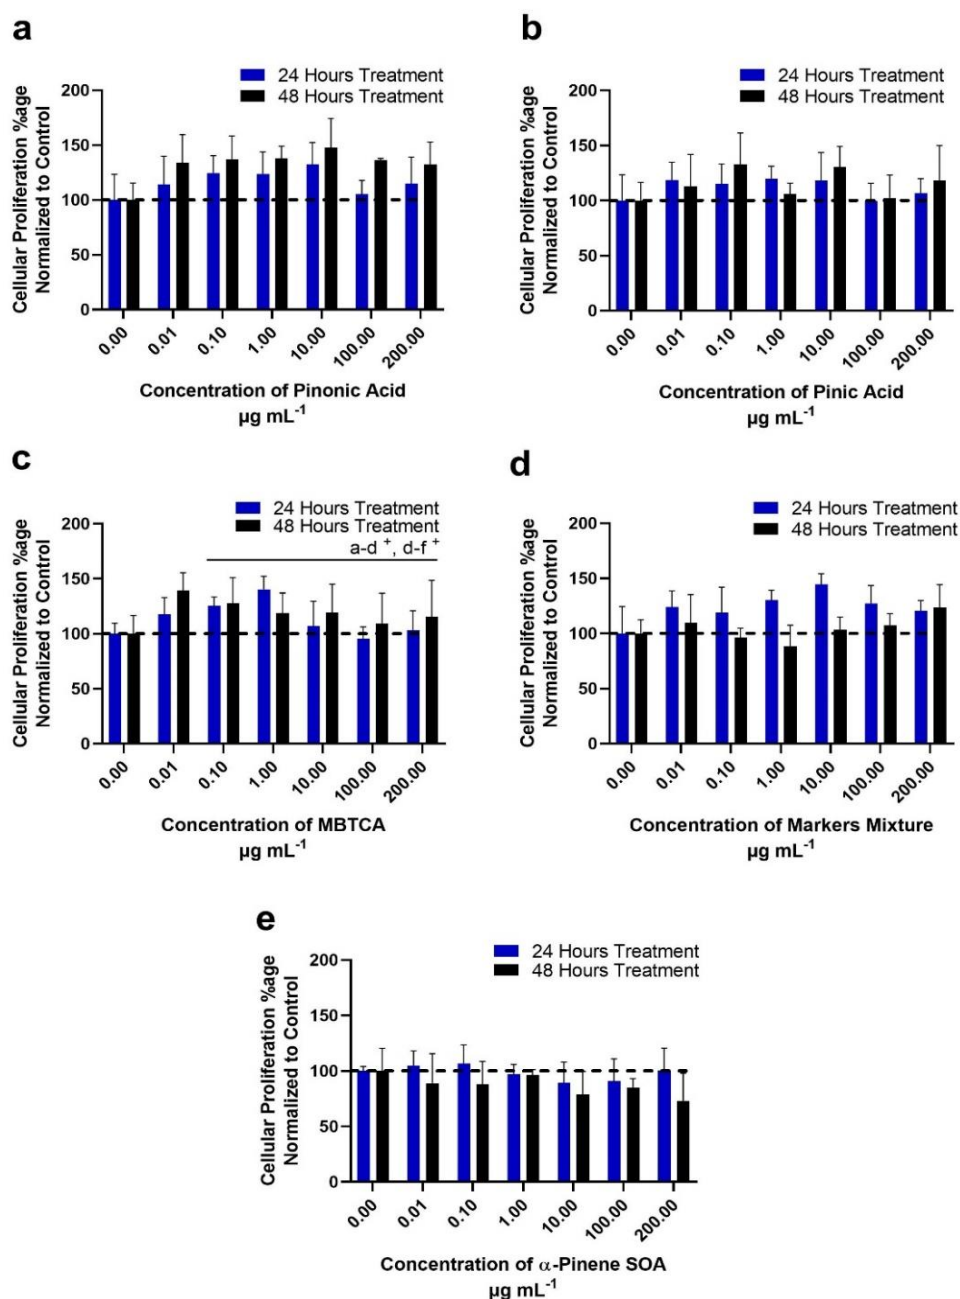 a
24 Hours Treatment
48 Hours Treatment
Cellular Proliferation %age
Normalized to Control
200
150
100
50
0
0.00
0.01
0.10
1.00
10.00
100.00
200.00
Concentration of Pinonic Acid
µg mL-1
b
24 Hours Treatment
48 Hours Treatment
Cellular Proliferation %age
Normalized to Control
200
150
100
50
0
0.00
0.01
0.10
1.00
10.00
100.00
200.00
Concentration of Pinic Acid
µg mL-1
c
24 Hours Treatment
48 Hours Treatment
a-d +, d-f +
Cellular Proliferation %age
Normalized to Control
200
150
100
50
0
0.00
0.01
0.10
1.00
10.00
100.00
200.00
Concentration of MBTCA
µg mL-1
d
24 Hours Treatment
48 Hours Treatment
Cellular Proliferation %age
Normalized to Control
200
150
100
50
0
0.00
0.01
0.10
1.00
10.00
100.00
200.00
Concentration of Markers Mixture
µg mL-1
e
24 Hours Treatment
48 Hours Treatment
Cellular Proliferation %age
Normalized to Control
200
150
100
50
0
0.00
0.01
0.10
1.00
10.00
100.00
200.00
Concentration of α-Pinene SOA
µg mL-1